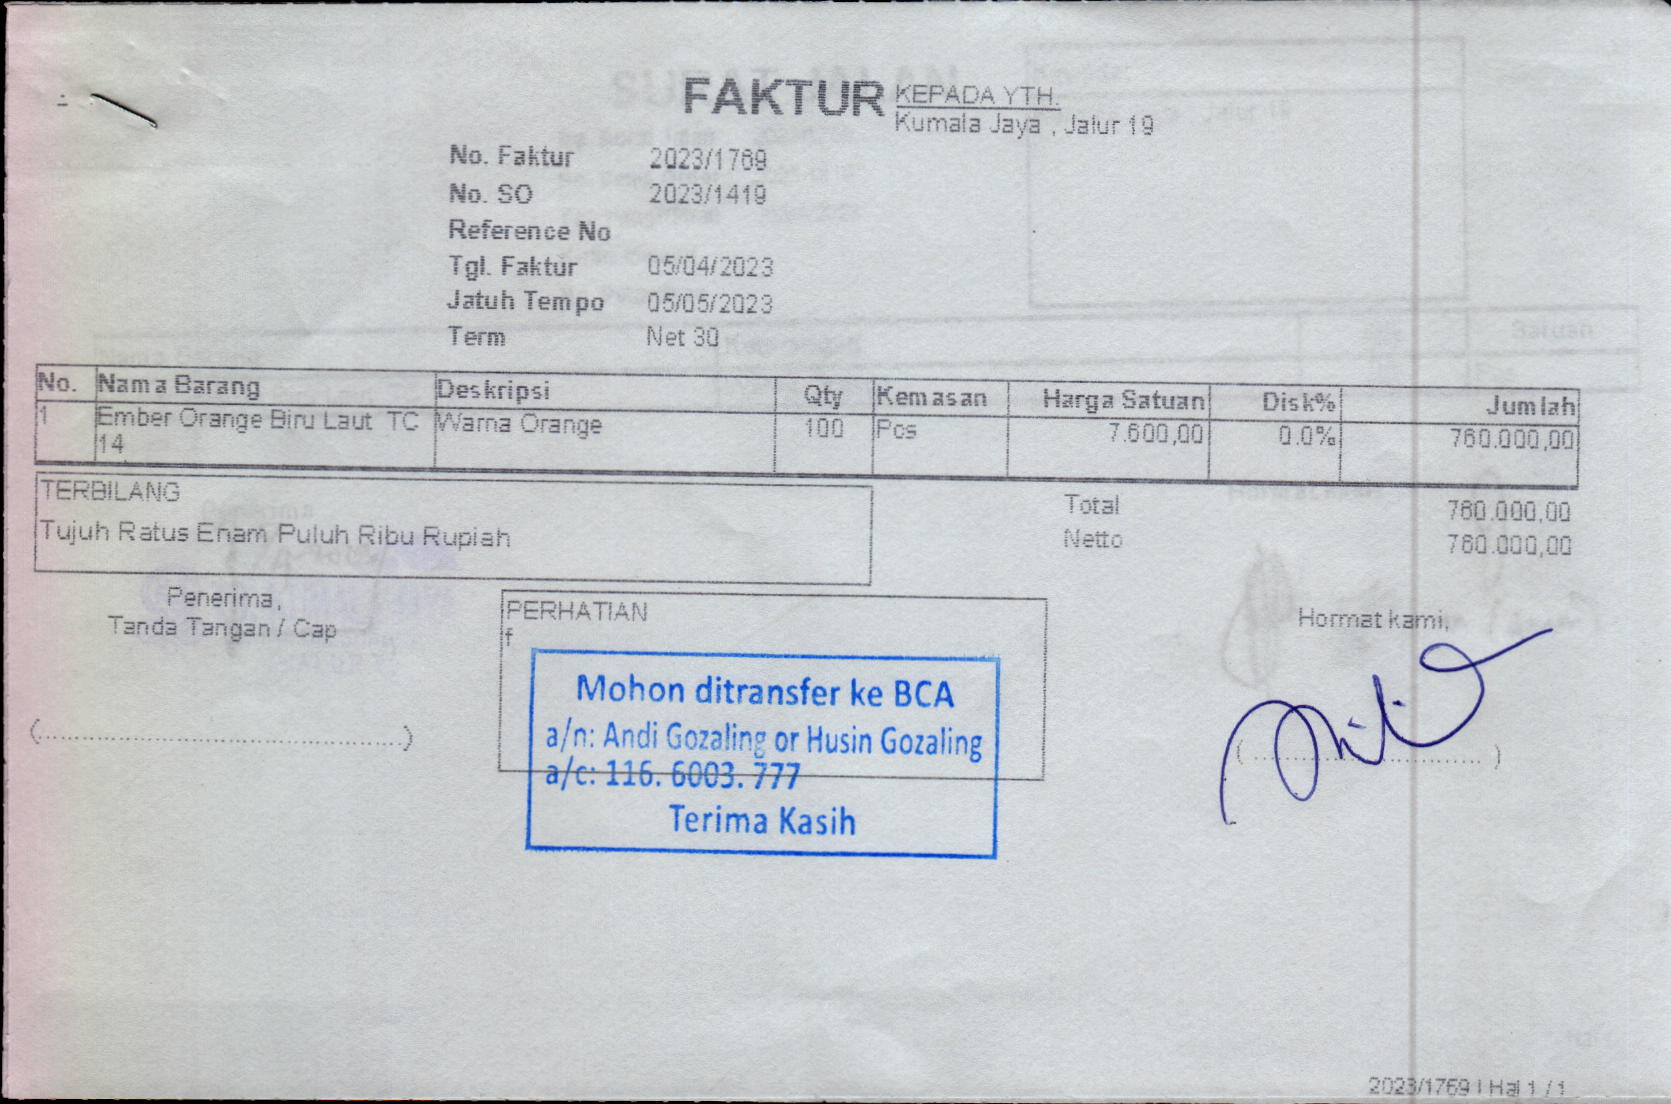 FAKTUR
KEPADA YTH.
Kumala Jaya , Jalur 19
No. Faktur 2023/1769
No. SO 2023/1419
Reference No
Tgl. Faktur 05/04/2023
Jatuh Tempo 05/05/2023
Term Net 30
No. Nama Barang Deskripsi Qty Kemasan Harga Satuan Disk% Jumlah
1 Ember Orange Biru Laut TC 14 Warna Orange 100 Pcs 7.600,00 0.0% 760.000,00
TERBILANG
Tujuh Ratus Enam Puluh Ribu Rupiah
Total 760.000,00
Netto 760.000,00
Penerima,
Tanda Tangan / Cap
(................................................)
PERHATIAN
f
Mohon ditransfer ke BCA
a/n: Andi Gozaling or Husin Gozaling
a/c: 116. 6003. 777
Terima Kasih
Hormat kami,
(................................)
2023/1769 | Hal 1 / 1